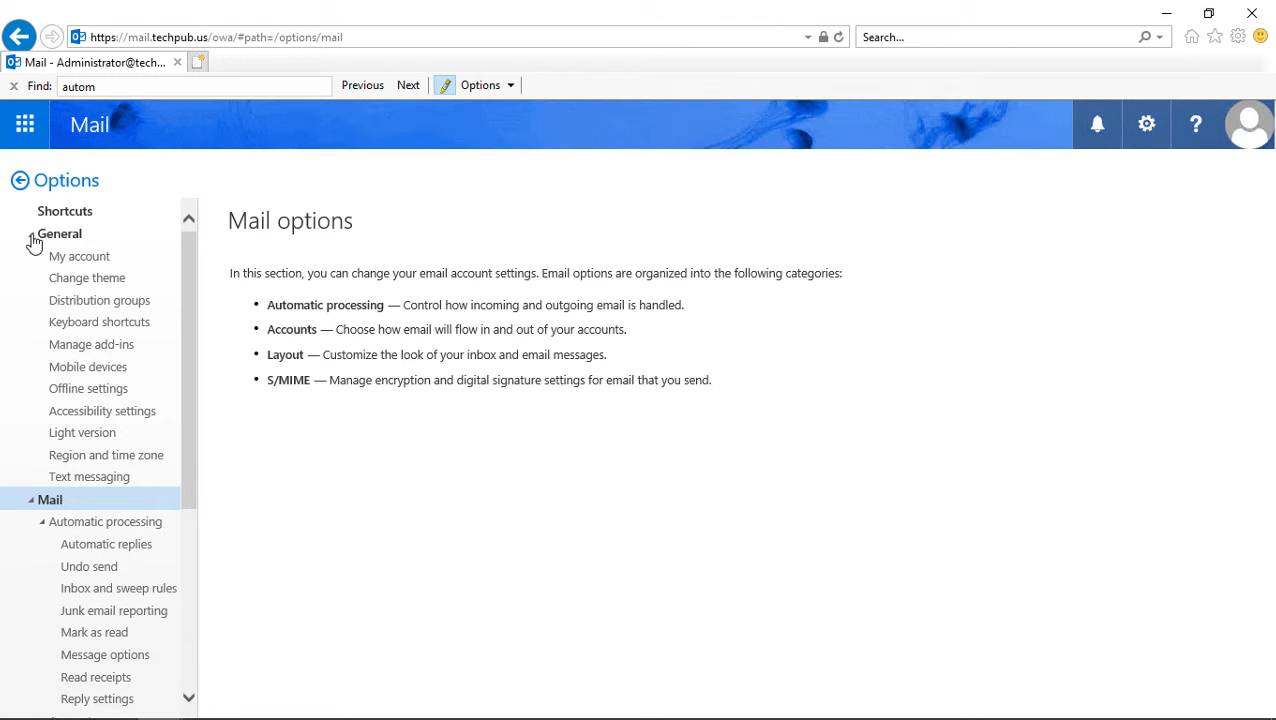 https://mail.techpub.us/owa/#path=/options/mail
Search...
Mail - Administrator@tech...
Find: autom Previous Next Options
Mail
?
Options
Shortcuts
General
My account
Change theme
Distribution groups
Keyboard shortcuts
Manage add-ins
Mobile devices
Offline settings
Accessibility settings
Light version
Region and time zone
Text messaging
Mail
Automatic processing
Automatic replies
Undo send
Inbox and sweep rules
Junk email reporting
Mark as read
Message options
Read receipts
Reply settings
Mail options
In this section, you can change your email account settings. Email options are organized into the following categories:
• Automatic processing — Control how incoming and outgoing email is handled.
• Accounts — Choose how email will flow in and out of your accounts.
• Layout — Customize the look of your inbox and email messages.
• S/MIME — Manage encryption and digital signature settings for email that you send.